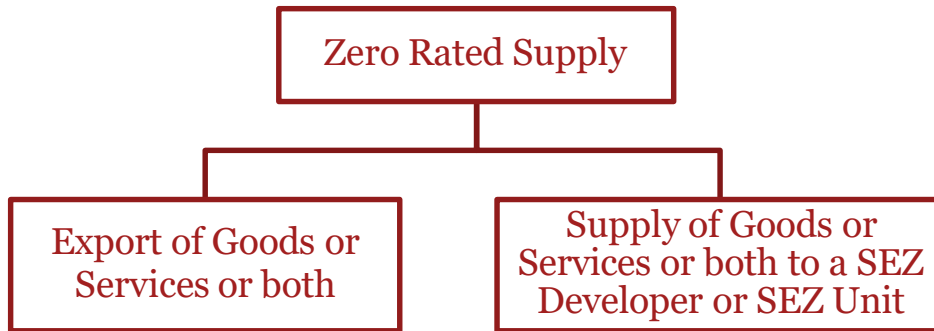 Zero Rated Supply
Export of Goods or
Services or both
Supply of Goods or
Services or both to a SEZ
Developer or SEZ Unit